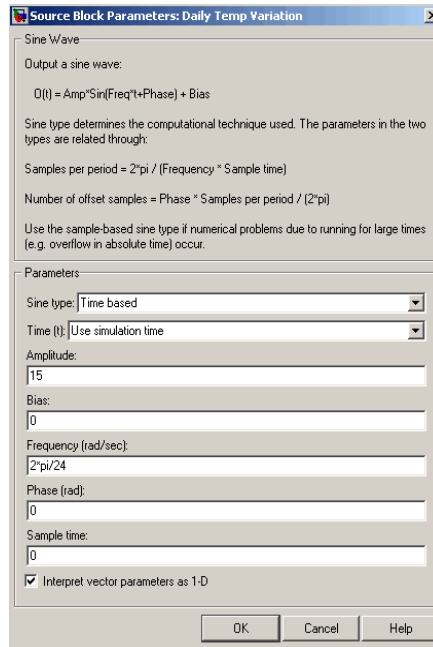 Source Block Parameters: Daily Temp Variation
Sine Wave
Output a sine wave:
O(t) = Amp*Sin(Freq*t+Phase) + Bias
Sine type determines the computational technique used. The parameters in the two
types are related through:
Samples per period = 2*pi / (Frequency * Sample time)
Number of offset samples = Phase * Samples per period / (2*pi)
Use the sample-based sine type if numerical problems due to running for large times
(e.g. overflow in absolute time) occur.
Parameters
Sine type: Time based
Time (t): Use simulation time
Amplitude:
15
Bias:
0
Frequency (rad/sec):
2*pi/24
Phase (rad):
0
Sample time:
0
Interpret vector parameters as 1-D
OK Cancel Help